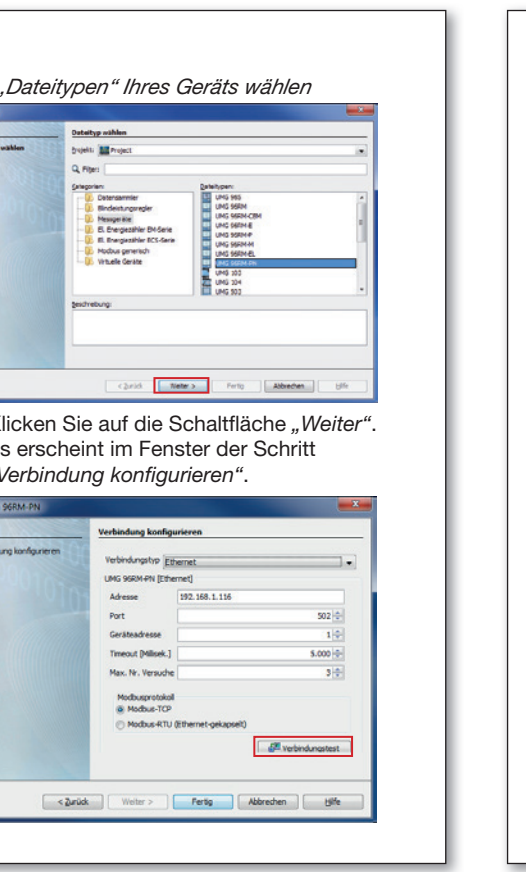 „Dateitypen“ Ihres Geräts wählen
wählen
Dateityp wählen
Projekt: Project
Filter:
Kategorien:
Datensammler
Blindleistungsregler
Messgeräte
El. Energiezähler EM-Serie
El. Energiezähler ECS-Serie
Modbus generisch
Virtuelle Geräte
Dateitypen:
UMG 96S
UMG 96RM
UMG 96RM-CBM
UMG 96RM-E
UMG 96RM-P
UMG 96RM-M
UMG 96RM-EL
UMG 96RM-PN
UMG 103
UMG 104
UMG 503
Beschreibung:
< Zurück Weiter > Fertig Abbrechen Hilfe
licken Sie auf die Schaltfläche „Weiter“.
s erscheint im Fenster der Schritt
Verbindung konfigurieren“.
96RM-PN
ung konfigurieren
Verbindung konfigurieren
Verbindungstyp Ethernet
UMG 96RM-PN [Ethernet]
Adresse 192.168.1.116
Port 502
Geräteadresse 1
Timeout [Millisek.] 5.000
Max. Nr. Versuche 3
Modbusprotokoll
Modbus-TCP
Modbus-RTU (Ethernet-gekapselt)
Verbindungstest
< Zurück Weiter > Fertig Abbrechen Hilfe